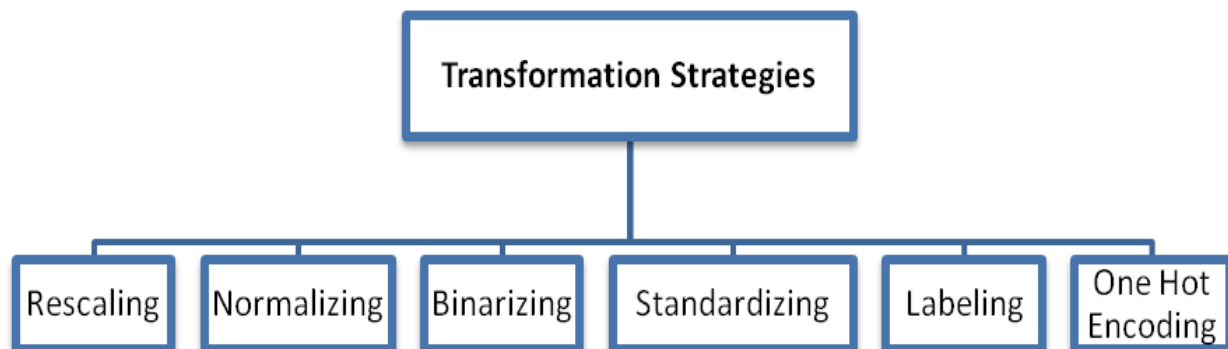 Transformation Strategies
Rescaling
Normalizing
Binarizing
Standardizing
Labeling
One Hot
Encoding